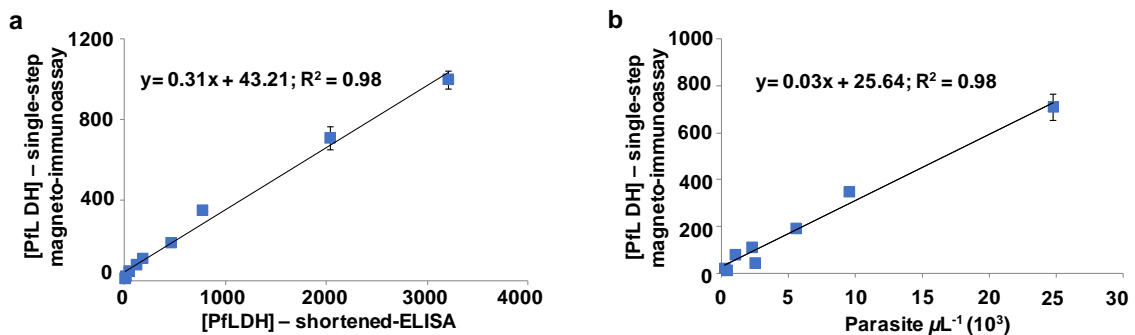 a
1200
800
400
0
[PfL DH] – single-step
magneto-immunoassay
y= 0.31x + 43.21; R² = 0.98
0 1000 2000 3000 4000
[PfLDH] – shortened-ELISA
b
1000
800
600
400
200
0
[PfL DH] – single-step
magneto-immunoassay
y= 0.03x + 25.64; R² = 0.98
0 5 10 15 20 25 30
Parasite µL⁻¹ (10³)